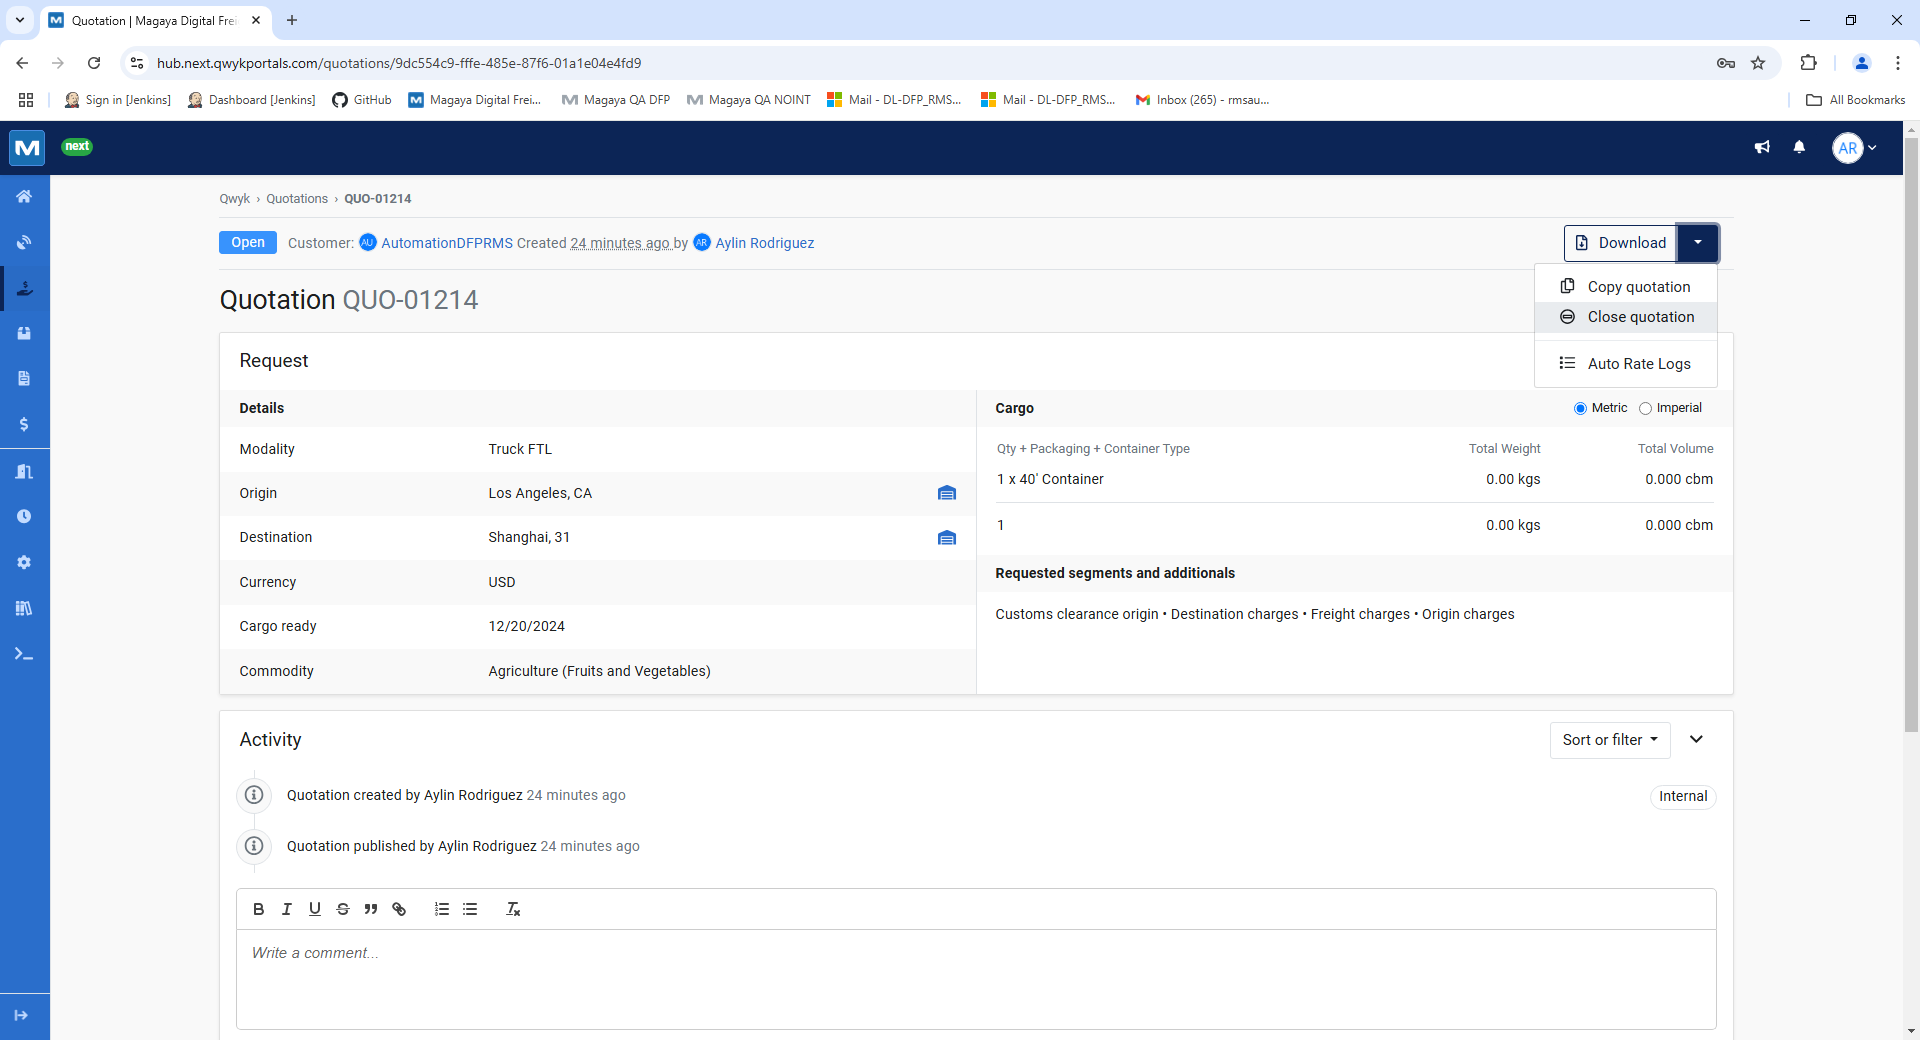 Quotation | Magaya Digital Frei
hub.next.qwykportals.com/quotations/9dc554c9-fffe-485e-87f6-01a1e04e4fd9
Sign in [Jenkins]
Dashboard [Jenkins]
GitHub
Magaya Digital Frei...
Magaya QA DFP
Magaya QA NOINT
Mail - DL-DFP_RMS...
Mail - DL-DFP_RMS...
Inbox (265) - rmsau...
All Bookmarks
next
AR
Qwyk › Quotations › QUO-01214
Open
Customer: AU AutomationDFPRMS Created 24 minutes ago by AR Aylin Rodriguez
Download
Copy quotation
Close quotation
Auto Rate Logs
Quotation QUO-01214
Request
Details
Modality Truck FTL
Origin Los Angeles, CA
Destination Shanghai, 31
Currency USD
Cargo ready 12/20/2024
Commodity Agriculture (Fruits and Vegetables)
Cargo
Metric Imperial
Qty + Packaging + Container Type Total Weight Total Volume
1 x 40' Container 0.00 kgs 0.000 cbm
1 0.00 kgs 0.000 cbm
Requested segments and additionals
Customs clearance origin • Destination charges • Freight charges • Origin charges
Activity
Sort or filter
Quotation created by Aylin Rodriguez 24 minutes ago
Internal
Quotation published by Aylin Rodriguez 24 minutes ago
Write a comment...